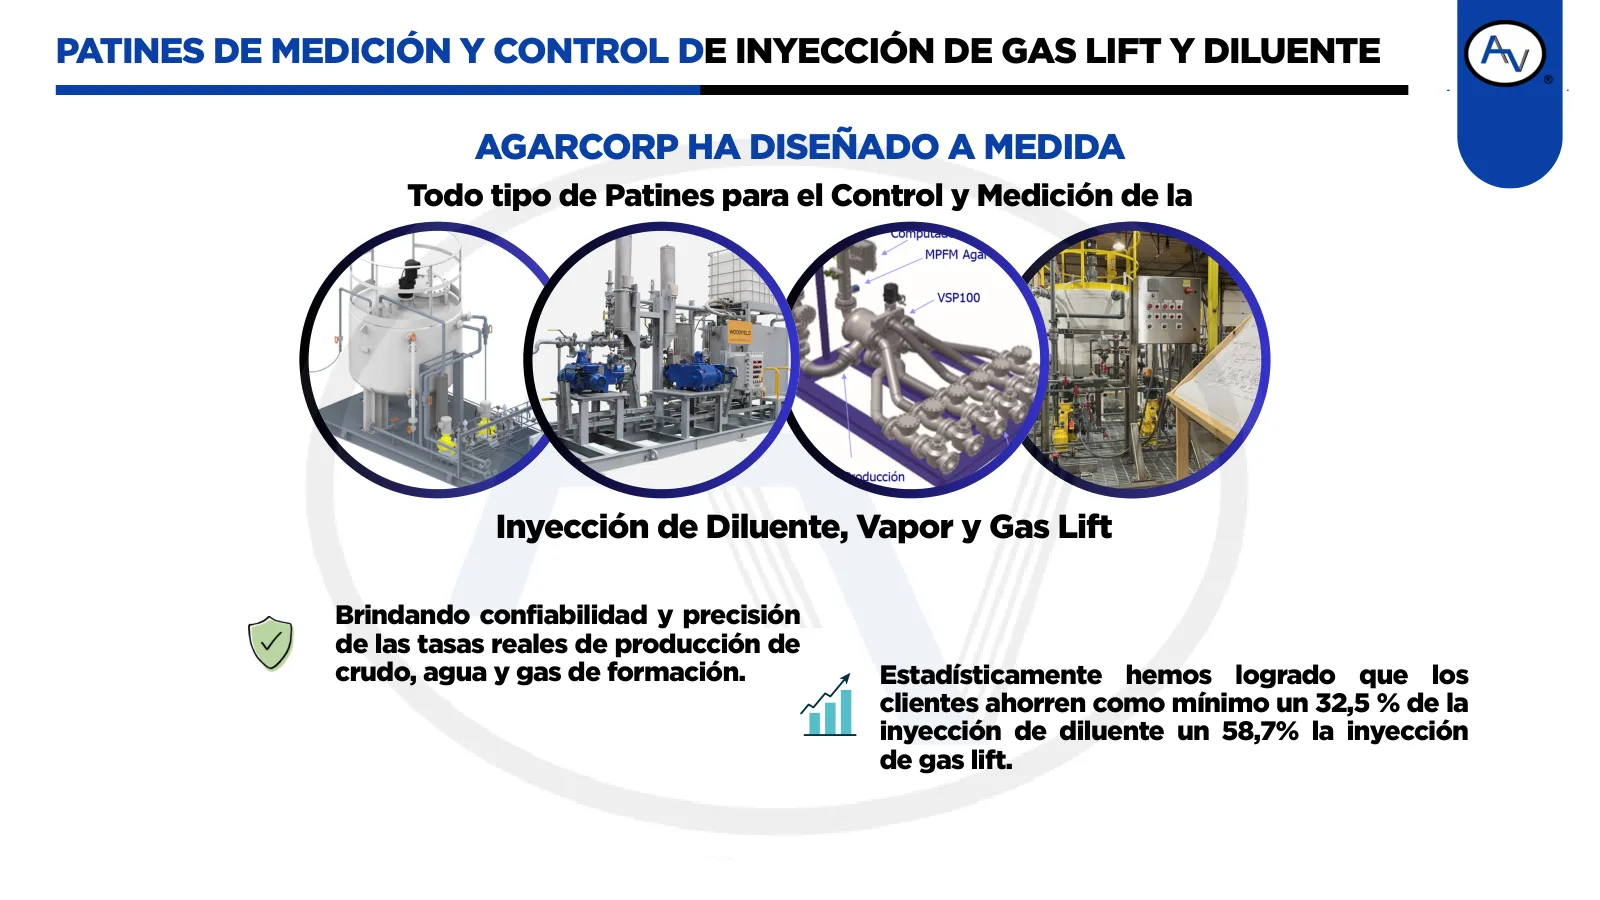 PATINES DE MEDICIÓN Y CONTROL DE INYECCIÓN DE GAS LIFT Y DILUENTE
AV
®
AGARCORP HA DISEÑADO A MEDIDA
Todo tipo de Patines para el Control y Medición de la
MPFM Agar
VSP100
WOODFIELD
Inyección de Diluente, Vapor y Gas Lift
Brindando confiabilidad y precisión
de las tasas reales de producción de
crudo, agua y gas de formación.
Estadísticamente hemos logrado que los
clientes ahorren como mínimo un 32,5 % de la
inyección de diluente un 58,7% la inyección
de gas lift.